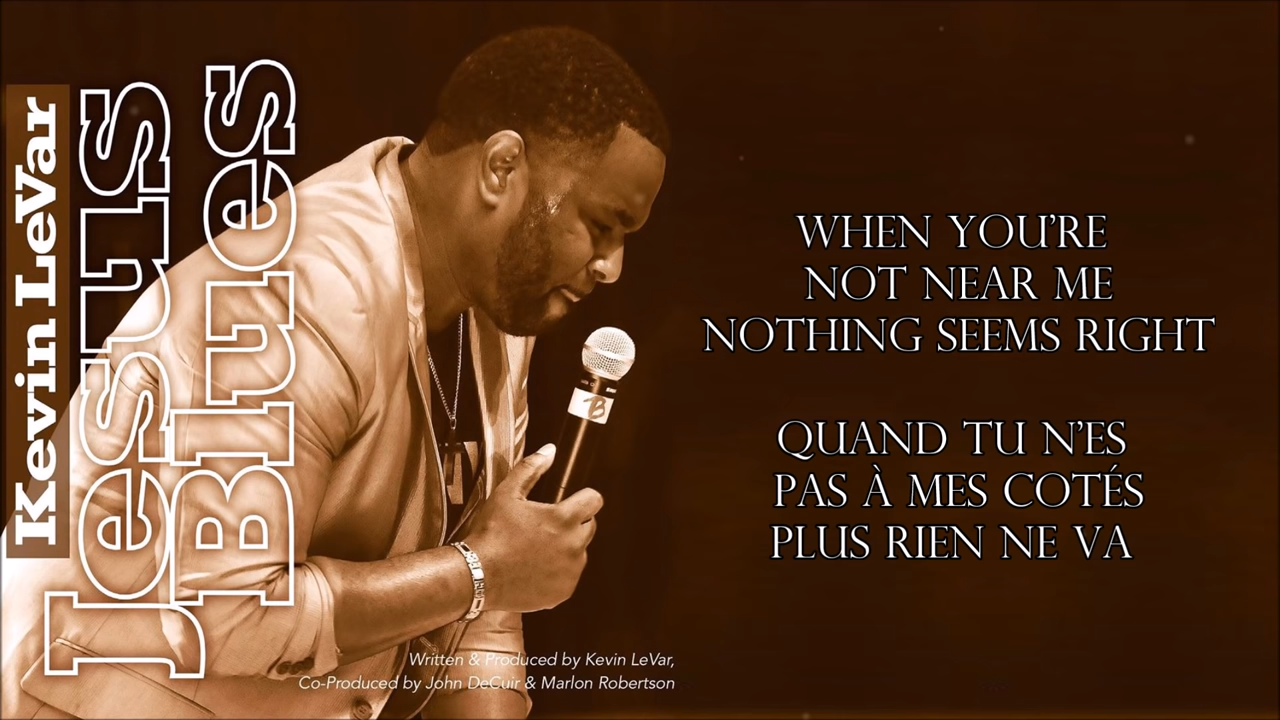 Kevin LeVar
Jesus
Blues
WHEN YOU'RE
NOT NEAR ME
NOTHING SEEMS RIGHT
QUAND TU N'ES
PAS À MES COTÉS
PLUS RIEN NE VA
Written & Produced by Kevin LeVar,
Co-Produced by John DeCuir & Marlon Robertson